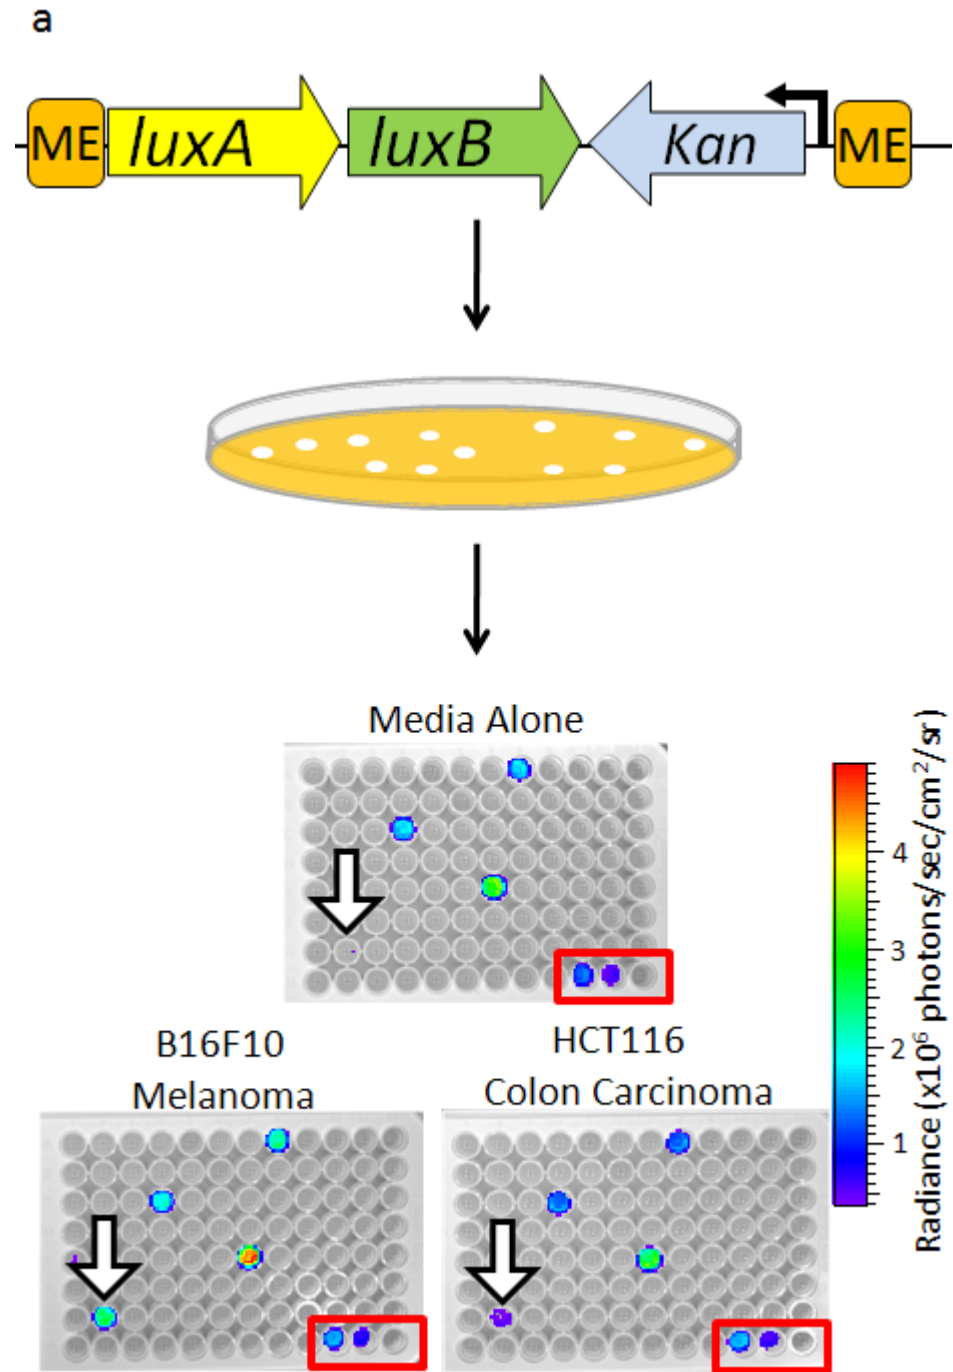 a
ME luxA luxB Kan ME
Media Alone
B16F10
Melanoma
HCT116
Colon Carcinoma
4
3
2
1
Radiance (x10⁶ photons/sec/cm²/sr)